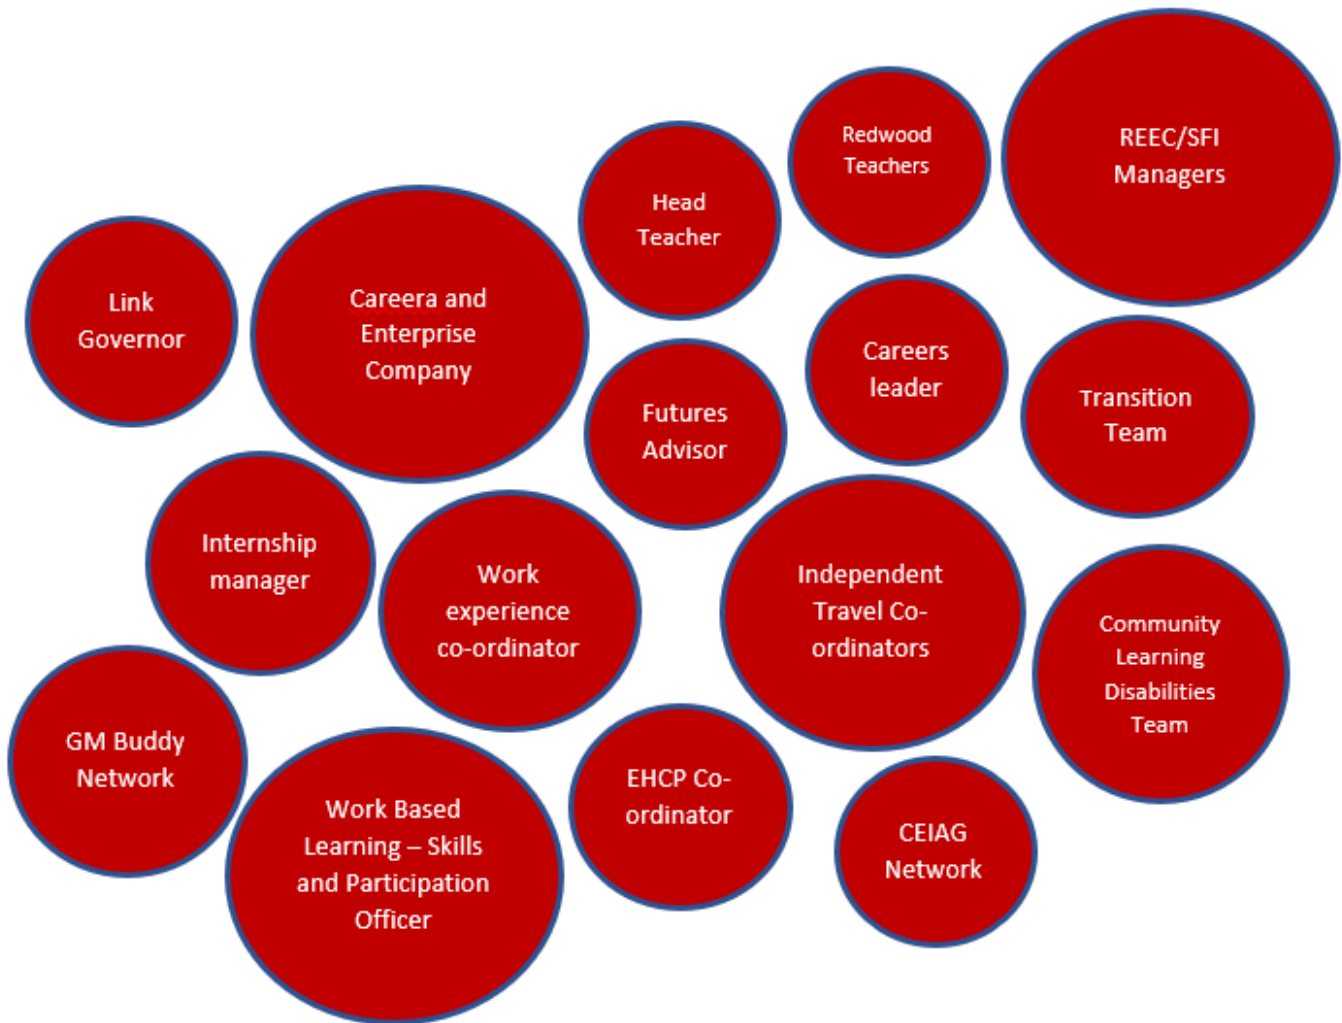 Redwood
Teachers
REEC/SFI
Managers
Head
Teacher
Link
Governor
Careera and
Enterprise
Company
Careers
leader
Transition
Team
Futures
Advisor
Internship
manager
Work
experience
co-ordinator
Independent
Travel Co-
ordinators
Community
Learning
Disabilities
Team
GM Buddy
Network
Work Based
Learning – Skills
and Participation
Officer
EHCP Co-
ordinator
CEIAG
Network